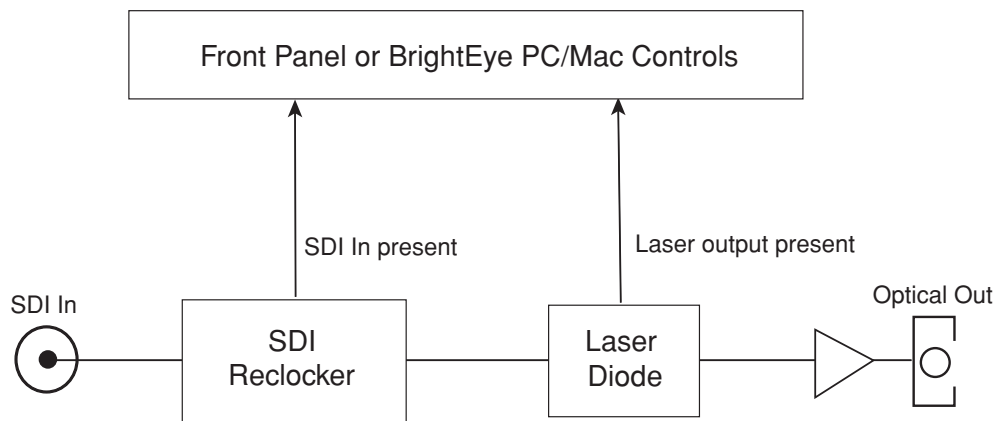 Front Panel or BrightEye PC/Mac Controls
SDI In present
Laser output present
SDI In
Optical Out
SDI
Reclocker
Laser
Diode